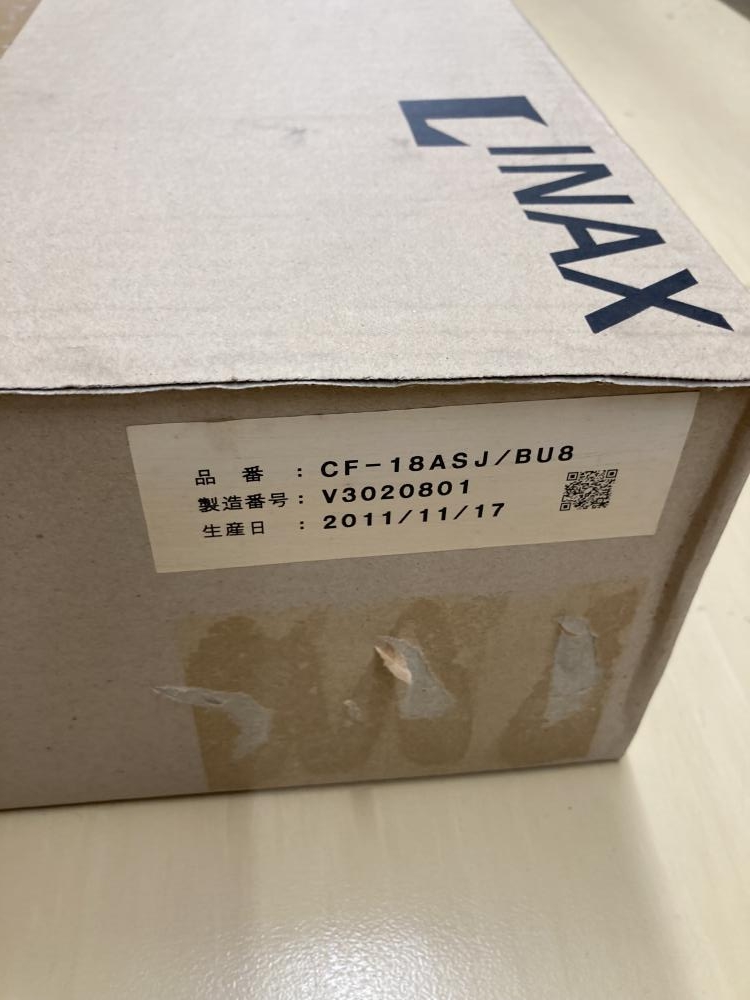 LINAX
品 番 : CF-18ASJ/BU8
製造番号: V3020801
生産日 : 2011/11/17